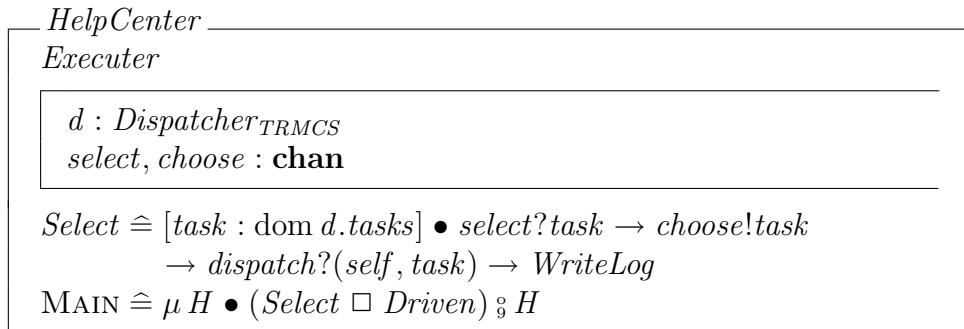 HelpCenter
Executer
d : Dispatcher_TRMCS
select, choose : chan
Select ≙ [task : dom d.tasks] • select?task → choose!task
→ dispatch?(self, task) → WriteLog
MAIN ≙ μ H • (Select □ Driven) ⨟ H